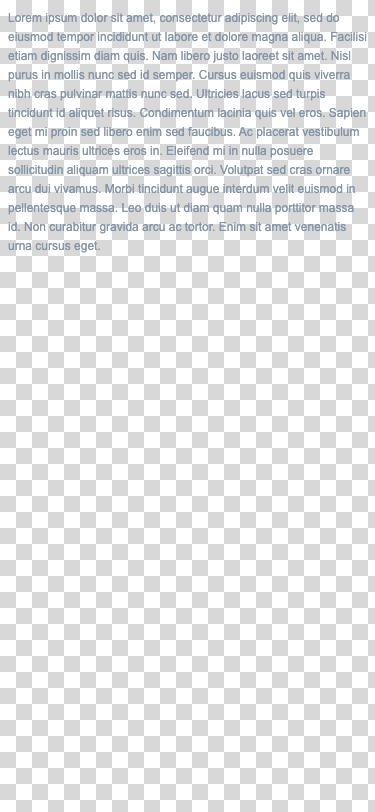 Lorem ipsum dolor sit amet, consectetur adipiscing elit, sed do
eiusmod tempor incididunt ut labore et dolore magna aliqua. Facilisi
etiam dignissim diam quis. Nam libero justo laoreet sit amet. Nisl
purus in mollis nunc sed id semper. Cursus euismod quis viverra
nibh cras pulvinar mattis nunc sed. Ultricies lacus sed turpis
tincidunt id aliquet risus. Condimentum lacinia quis vel eros. Sapien
eget mi proin sed libero enim sed faucibus. Ac placerat vestibulum
lectus mauris ultrices eros in. Eleifend mi in nulla posuere
sollicitudin aliquam ultrices sagittis orci. Volutpat sed cras ornare
arcu dui vivamus. Morbi tincidunt augue interdum velit euismod in
pellentesque massa. Leo duis ut diam quam nulla porttitor massa
id. Non curabitur gravida arcu ac tortor. Enim sit amet venenatis
urna cursus eget.